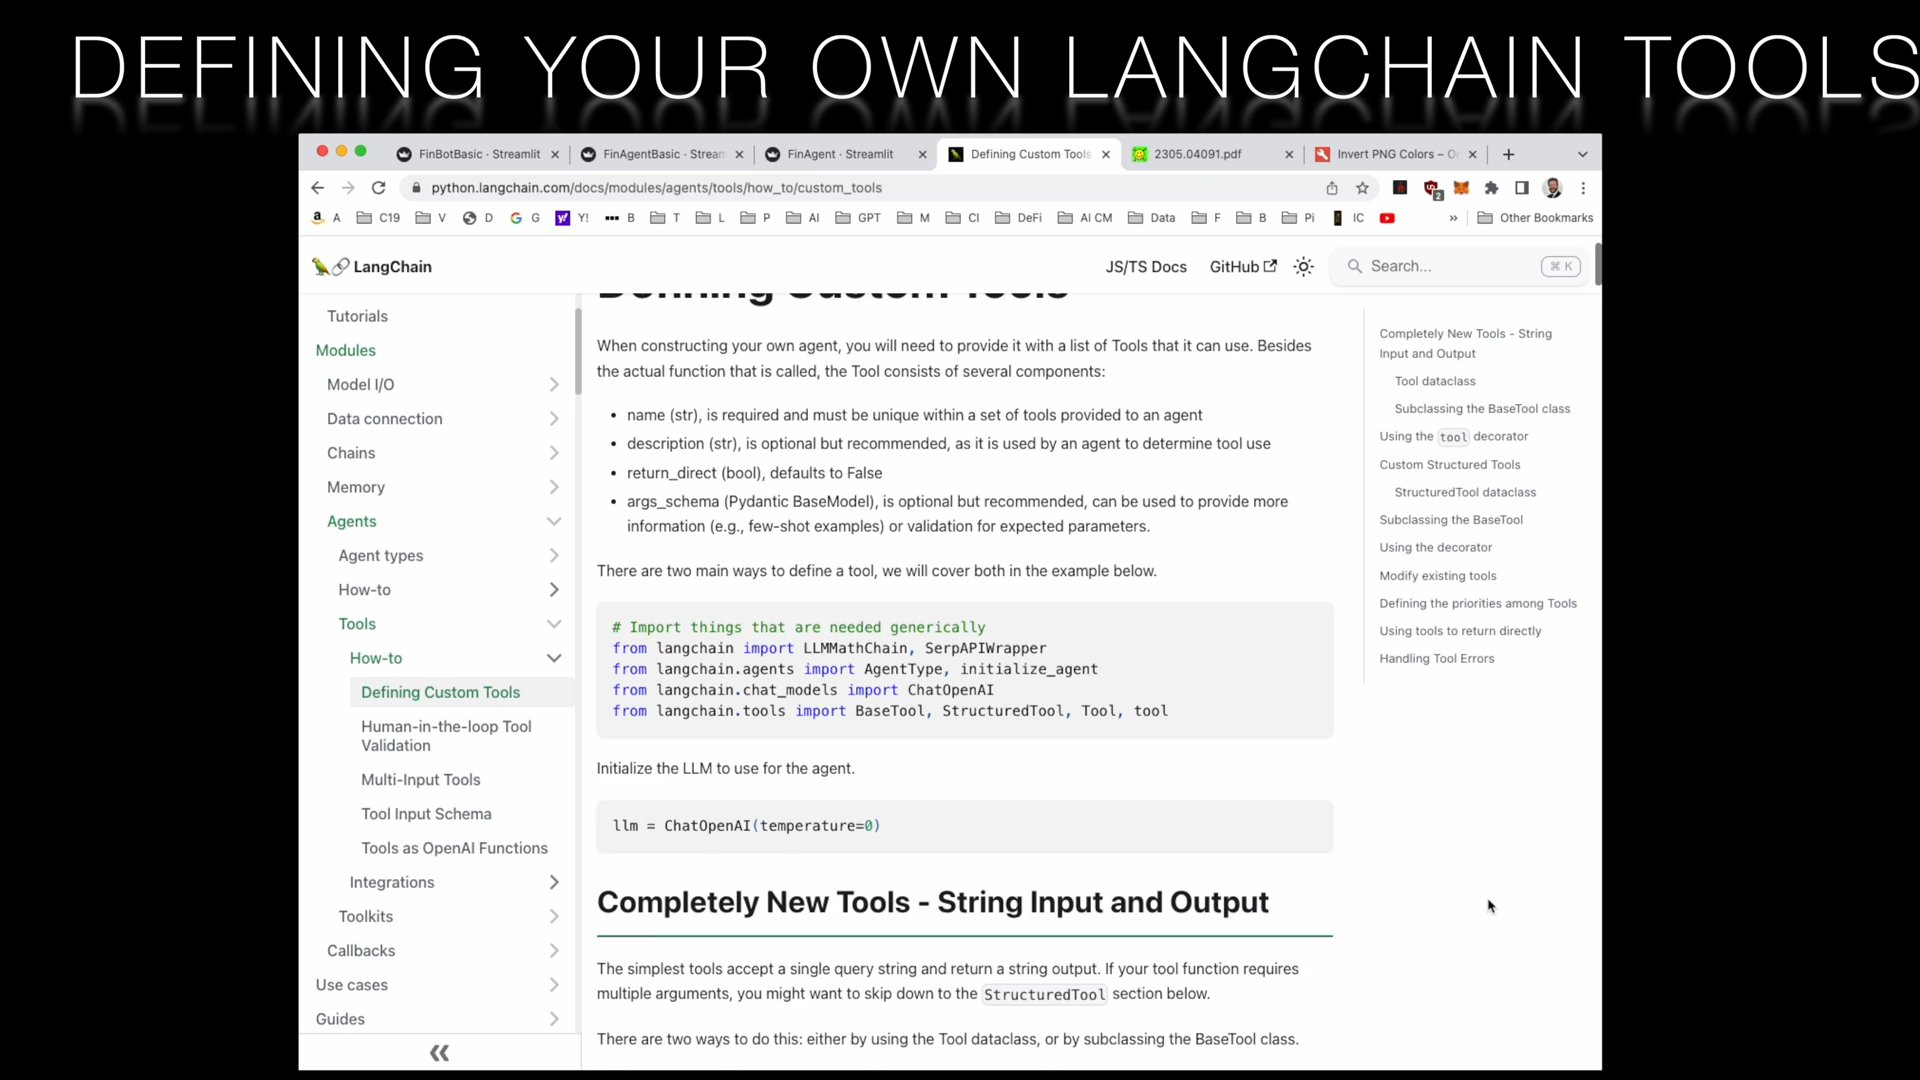 DEFINING YOUR OWN LANGCHAIN TOOLS
FinBotBasic · Streamlit
FinAgentBasic · Stream
FinAgent · Streamlit
Defining Custom Tools
2305.04091.pdf
Invert PNG Colors – On
python.langchain.com/docs/modules/agents/tools/how_to/custom_tools
2
A
C19
V
D
G
Y!
B
T
L
P
AI
GPT
M
CI
DeFi
AI CM
Data
F
B
Pi
IC
»
Other Bookmarks
LangChain
JS/TS Docs
GitHub
Search...
⌘ K
Tutorials
Modules
Model I/O
Data connection
Chains
Memory
Agents
Agent types
How-to
Tools
How-to
Defining Custom Tools
Human-in-the-loop Tool
Validation
Multi-Input Tools
Tool Input Schema
Tools as OpenAI Functions
Integrations
Toolkits
Callbacks
Use cases
Guides
Defining Custom Tools
When constructing your own agent, you will need to provide it with a list of Tools that it can use. Besides
the actual function that is called, the Tool consists of several components:
• name (str), is required and must be unique within a set of tools provided to an agent
• description (str), is optional but recommended, as it is used by an agent to determine tool use
• return_direct (bool), defaults to False
• args_schema (Pydantic BaseModel), is optional but recommended, can be used to provide more
information (e.g., few-shot examples) or validation for expected parameters.
There are two main ways to define a tool, we will cover both in the example below.
# Import things that are needed generically
from langchain import LLMMathChain, SerpAPIWrapper
from langchain.agents import AgentType, initialize_agent
from langchain.chat_models import ChatOpenAI
from langchain.tools import BaseTool, StructuredTool, Tool, tool
Initialize the LLM to use for the agent.
llm = ChatOpenAI(temperature=0)
Completely New Tools - String Input and Output
The simplest tools accept a single query string and return a string output. If your tool function requires
multiple arguments, you might want to skip down to the StructuredTool section below.
There are two ways to do this: either by using the Tool dataclass, or by subclassing the BaseTool class.
Completely New Tools - String
Input and Output
Tool dataclass
Subclassing the BaseTool class
Using the tool decorator
Custom Structured Tools
StructuredTool dataclass
Subclassing the BaseTool
Using the decorator
Modify existing tools
Defining the priorities among Tools
Using tools to return directly
Handling Tool Errors